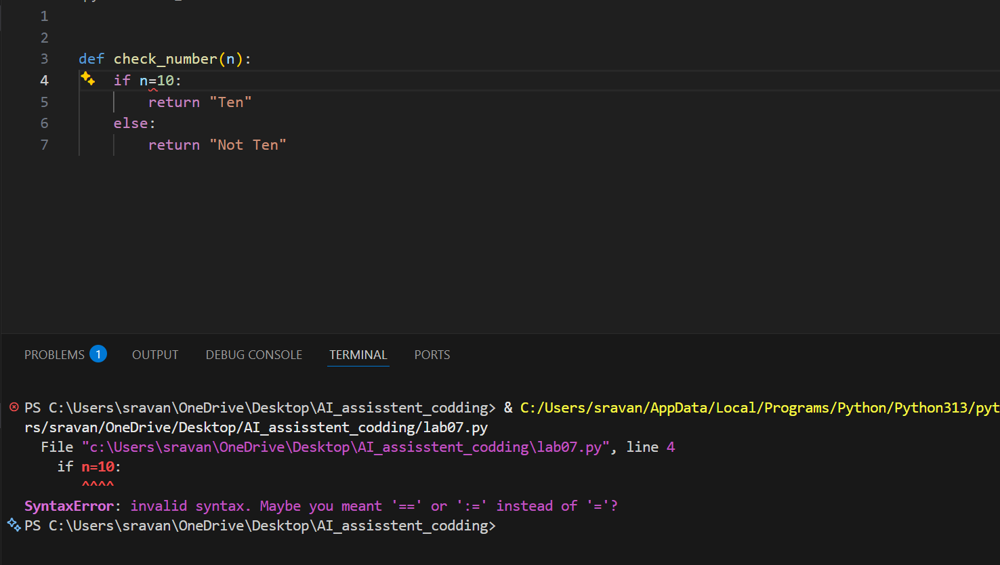 1
2
3 def check_number(n):
4 if n=10:
5 return "Ten"
6 else:
7 return "Not Ten"
PROBLEMS 1 OUTPUT DEBUG CONSOLE TERMINAL PORTS
PS C:\Users\sravan\OneDrive\Desktop\AI_assisstent_codding> & C:/Users/sravan/AppData/Local/Programs/Python/Python313/pyt
rs/sravan/OneDrive/Desktop/AI_assisstent_codding/lab07.py
File "c:\Users\sravan\OneDrive\Desktop\AI_assisstent_codding\lab07.py", line 4
if n=10:
^^^^
SyntaxError: invalid syntax. Maybe you meant '==' or ':=' instead of '='?
PS C:\Users\sravan\OneDrive\Desktop\AI_assisstent_codding>